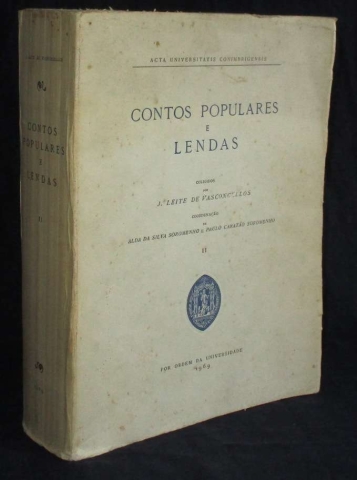 ACTA UNIVERSITATIS CONIMBRIGENSIS
CONTOS POPULARES
E
LENDAS
COLIGIDOS
POR
J. LEITE DE VASCONCELLOS
COORDENAÇÃO
DE
ALDA DA SILVA SOROMENHO e PAULO CARATÃO SOROMENHO
II
POR ORDEM DA UNIVERSIDADE
1969
CONTOS
POPULARES
E
LENDAS
II